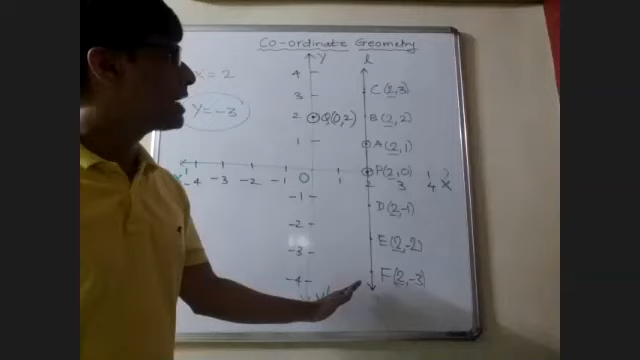 Co-ordinate Geometry
x = 2
y = -3
Y
l
4
3
2
1
Q(0,2)
C(2,3)
B(2,2)
A(2,1)
P(2,0)
-4 -3 -2 -1 O 1 2 3 4 X
-1
-2
-3
-4
D(2,-1)
E(2,-2)
F(2,-3)